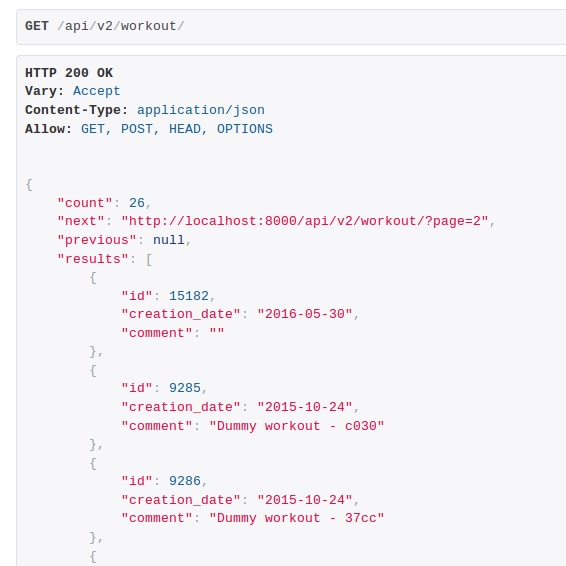 GET /api/v2/workout/
HTTP 200 OK
Vary: Accept
Content-Type: application/json
Allow: GET, POST, HEAD, OPTIONS
{
    "count": 26,
    "next": "http://localhost:8000/api/v2/workout/?page=2",
    "previous": null,
    "results": [
        {
            "id": 15182,
            "creation_date": "2016-05-30",
            "comment": ""
        },
        {
            "id": 9285,
            "creation_date": "2015-10-24",
            "comment": "Dummy workout - c030"
        },
        {
            "id": 9286,
            "creation_date": "2015-10-24",
            "comment": "Dummy workout - 37cc"
        },
        {